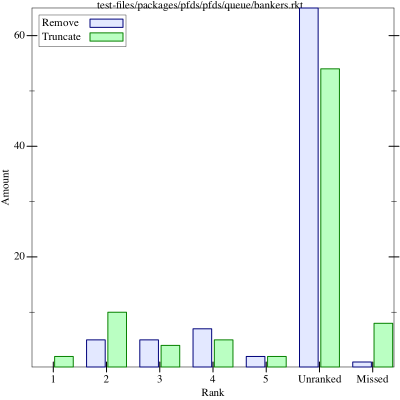 test-files/packages/pfds/pfds/queue/bankers.rkt
Remove
Truncate
60
40
20
Amount
1 2 3 4 5 Unranked Missed
Rank